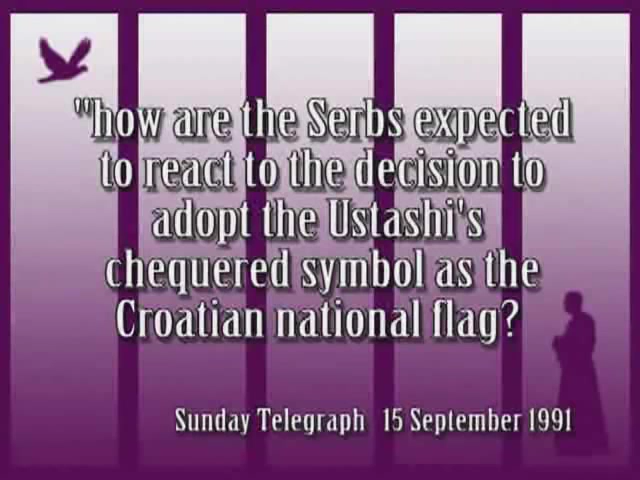 "how are the Serbs expected
to react to the decision to
adopt the Ustashi's
chequered symbol as the
Croatian national flag?
Sunday Telegraph 15 September 1991